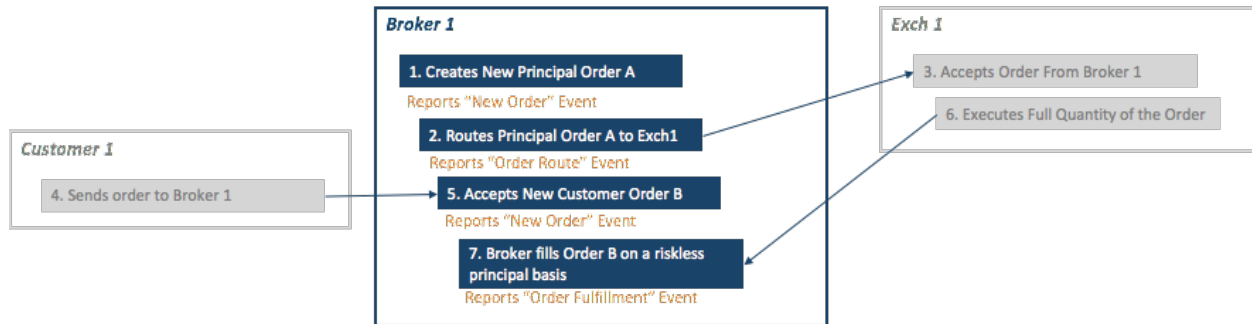 Broker 1
1. Creates New Principal Order A
Reports “New Order” Event
2. Routes Principal Order A to Exch1
Reports “Order Route” Event
5. Accepts New Customer Order B
Reports “New Order” Event
7. Broker fills Order B on a riskless
principal basis
Reports “Order Fulfillment” Event
Exch 1
3. Accepts Order From Broker 1
6. Executes Full Quantity of the Order
Customer 1
4. Sends order to Broker 1